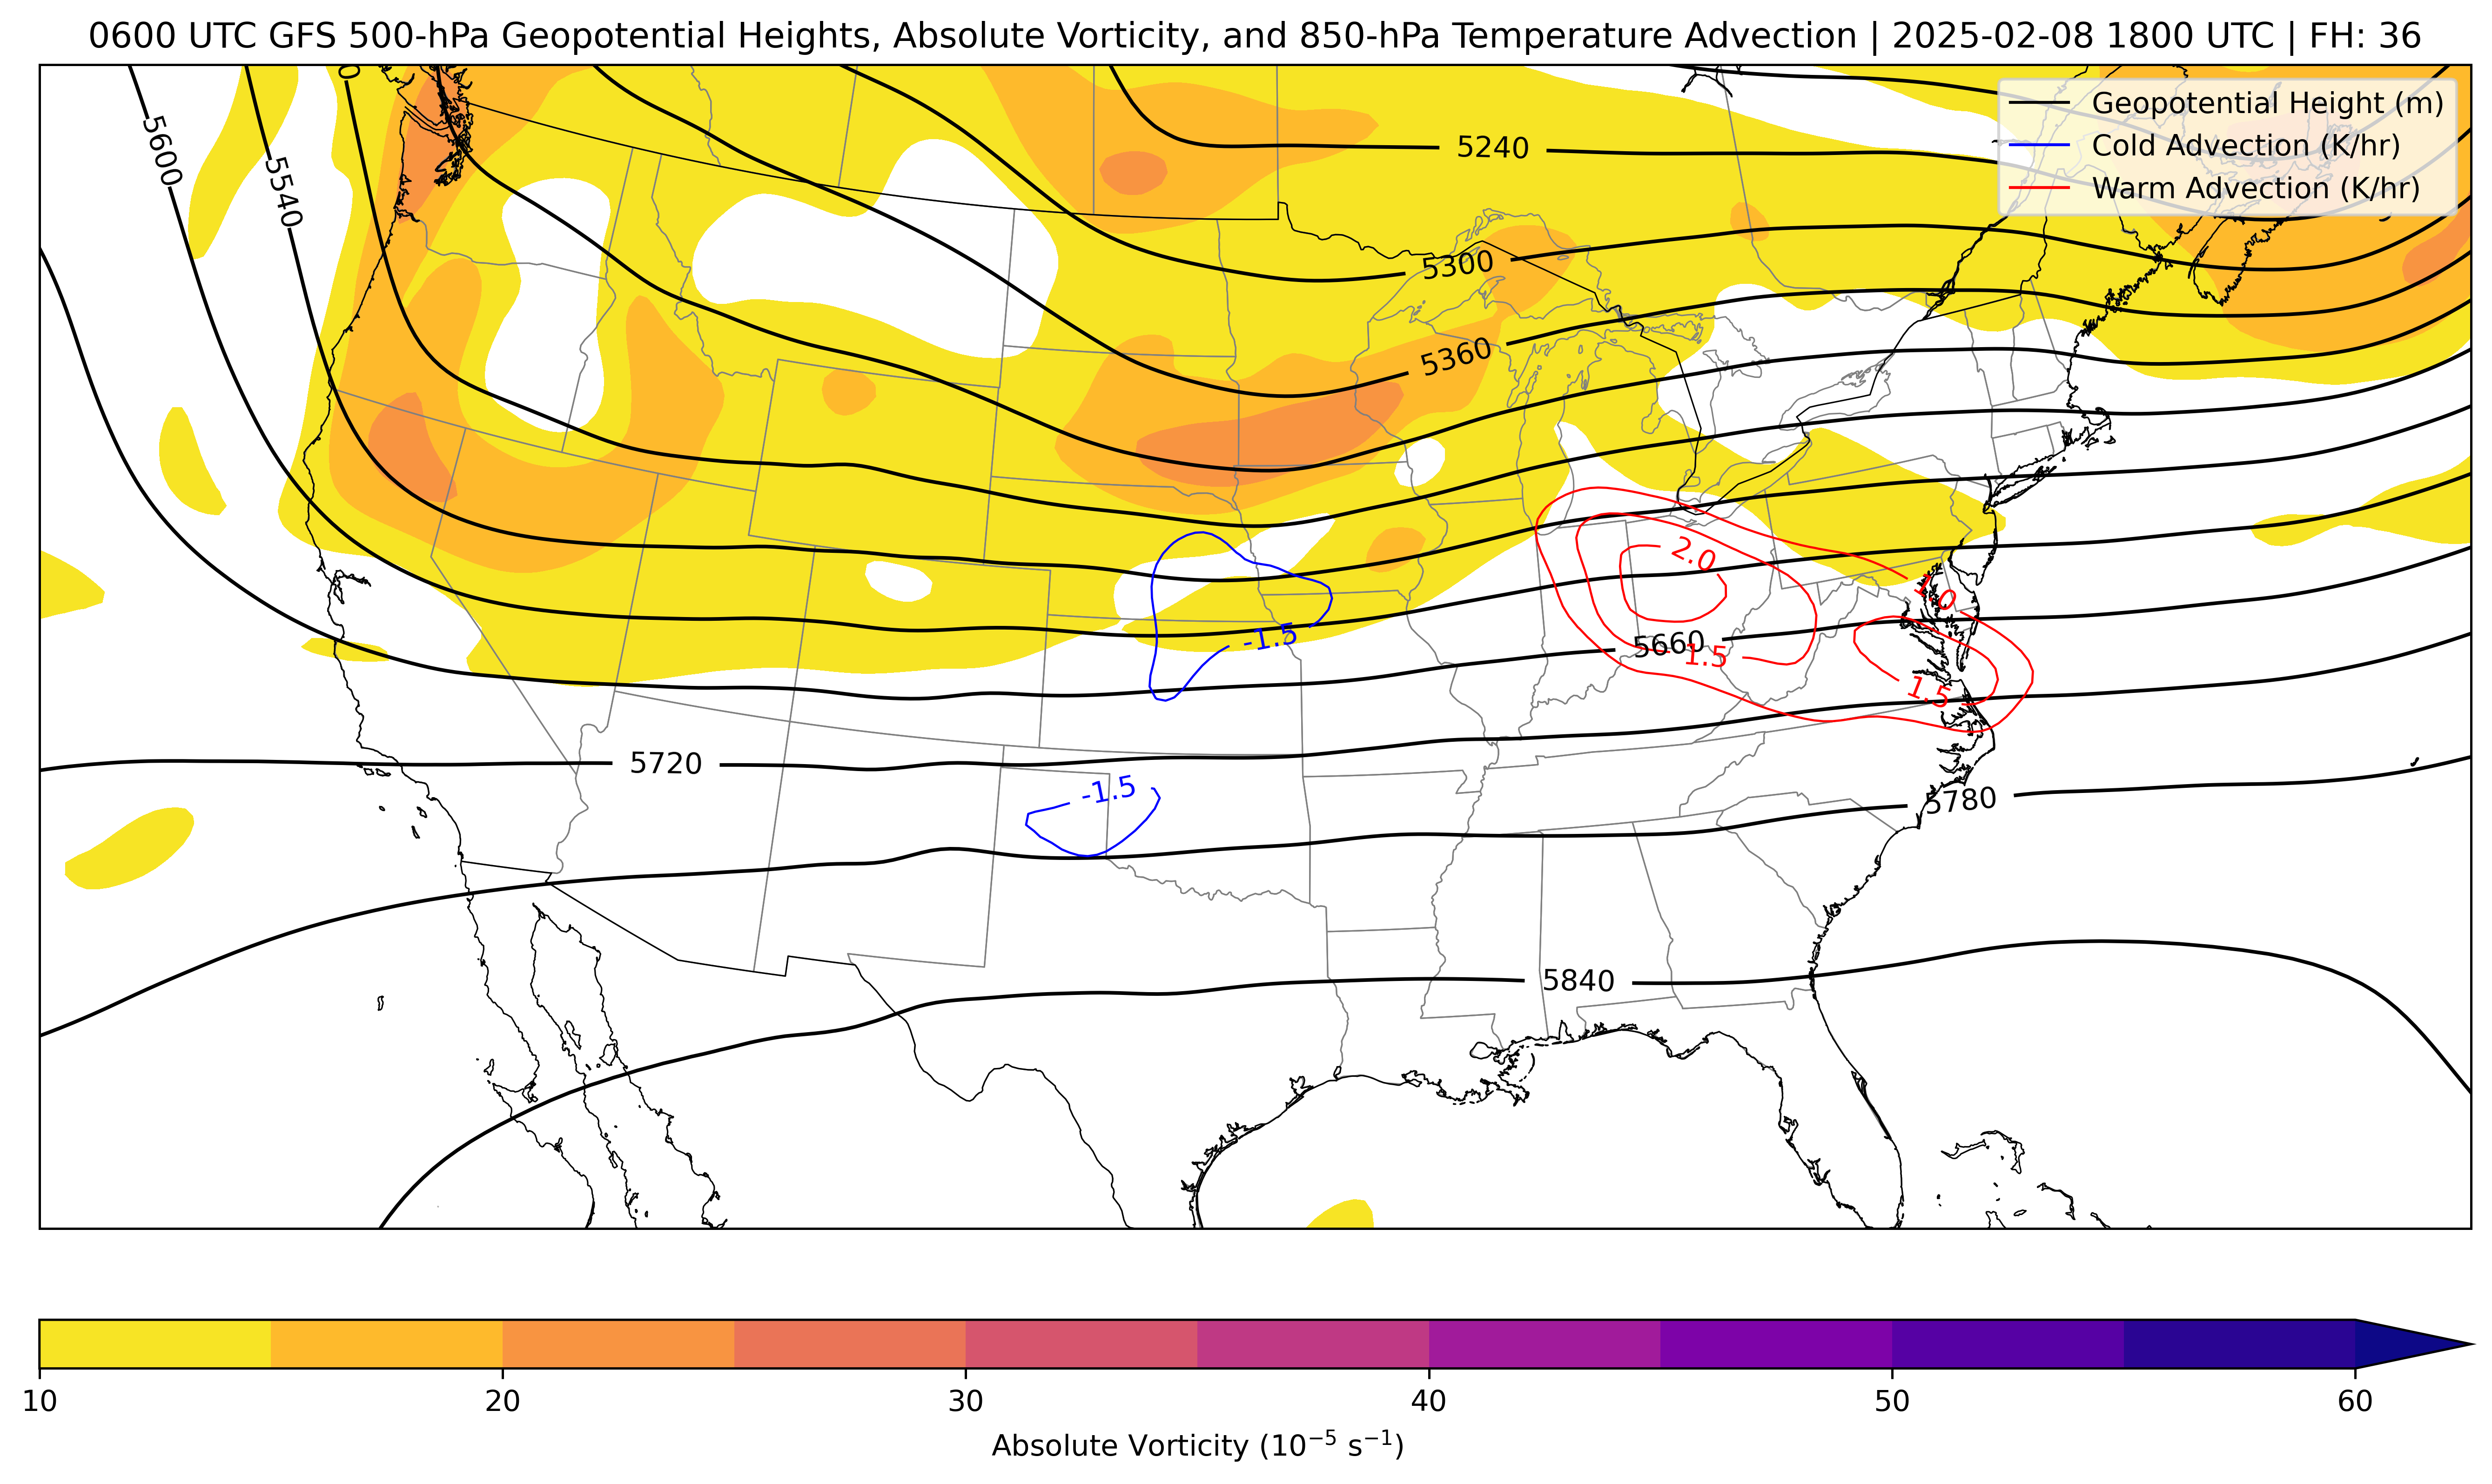 0600 UTC GFS 500-hPa Geopotential Heights, Absolute Vorticity, and 850-hPa Temperature Advection | 2025-02-08 1800 UTC | FH: 36
Geopotential Height (m)
Cold Advection (K/hr)
Warm Advection (K/hr)
5600
5540
5240
5300
5360
2.0
1.0
-1.5
5660
1.5
1.5
5720
-1.5
5780
5840
10 20 30 40 50 60
Absolute Vorticity (10⁻⁵ s⁻¹)